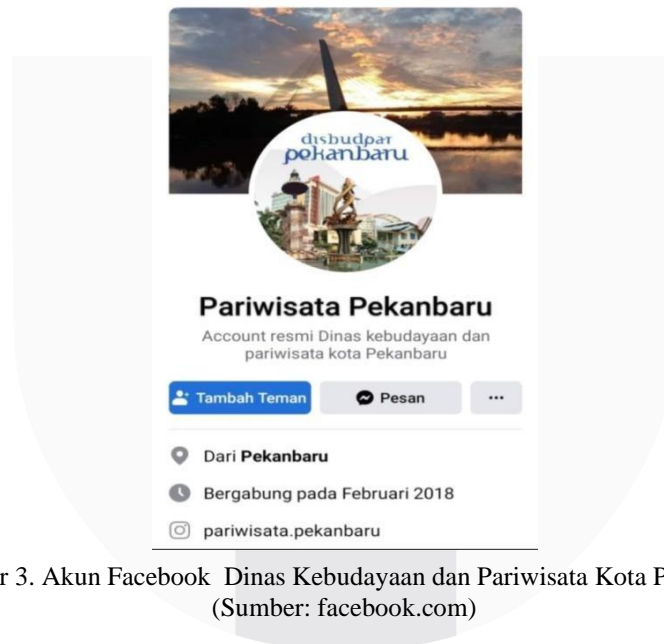 disbudpar
pekanbaru
Pariwisata Pekanbaru
Account resmi Dinas kebudayaan dan
pariwisata kota Pekanbaru
Tambah Teman
Pesan
Dari Pekanbaru
Bergabung pada Februari 2018
pariwisata.pekanbaru
r 3. Akun Facebook Dinas Kebudayaan dan Pariwisata Kota P
(Sumber: facebook.com)